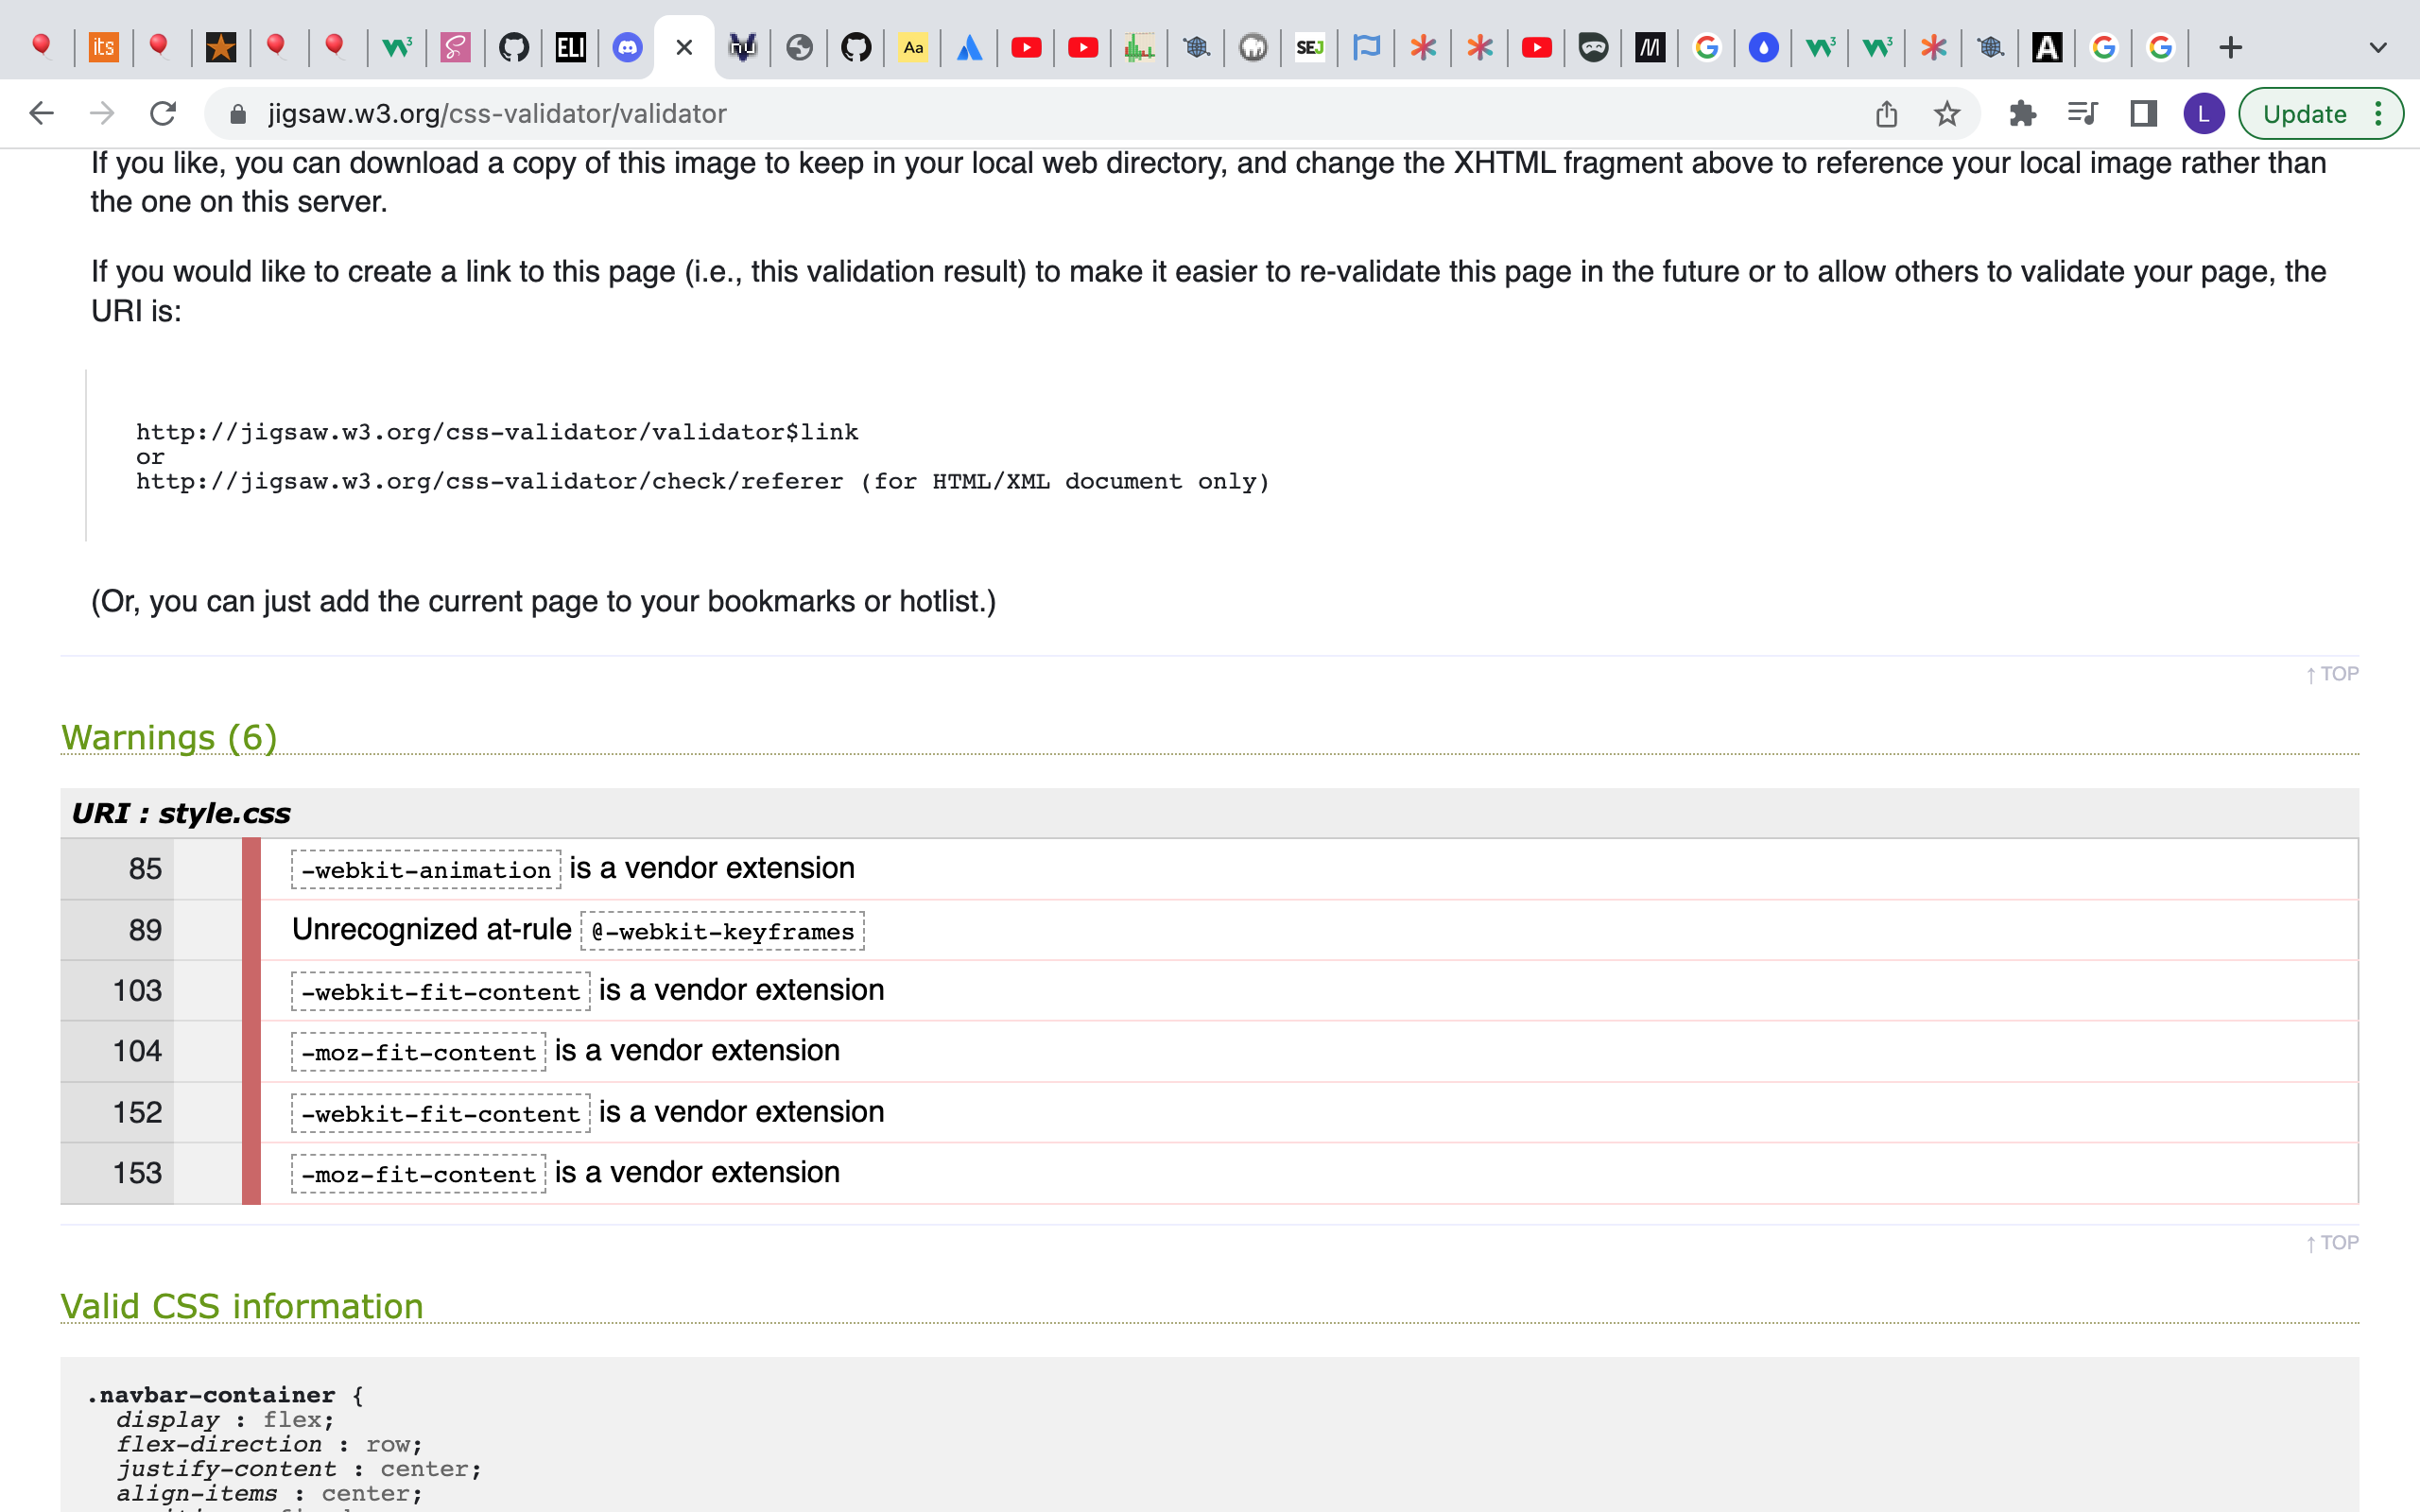 its
ELI
nu
Aa
SEJ
M
A
jigsaw.w3.org/css-validator/validator
L
Update
If you like, you can download a copy of this image to keep in your local web directory, and change the XHTML fragment above to reference your local image rather than
the one on this server.
If you would like to create a link to this page (i.e., this validation result) to make it easier to re-validate this page in the future or to allow others to validate your page, the
URI is:
http://jigsaw.w3.org/css-validator/validator$link
or
http://jigsaw.w3.org/css-validator/check/referer (for HTML/XML document only)
(Or, you can just add the current page to your bookmarks or hotlist.)
↑ TOP
Warnings (6)
URI : style.css
85 -webkit-animation is a vendor extension
89 Unrecognized at-rule @-webkit-keyframes
103 -webkit-fit-content is a vendor extension
104 -moz-fit-content is a vendor extension
152 -webkit-fit-content is a vendor extension
153 -moz-fit-content is a vendor extension
↑ TOP
Valid CSS information
.navbar-container {
display : flex;
flex-direction : row;
justify-content : center;
align-items : center;